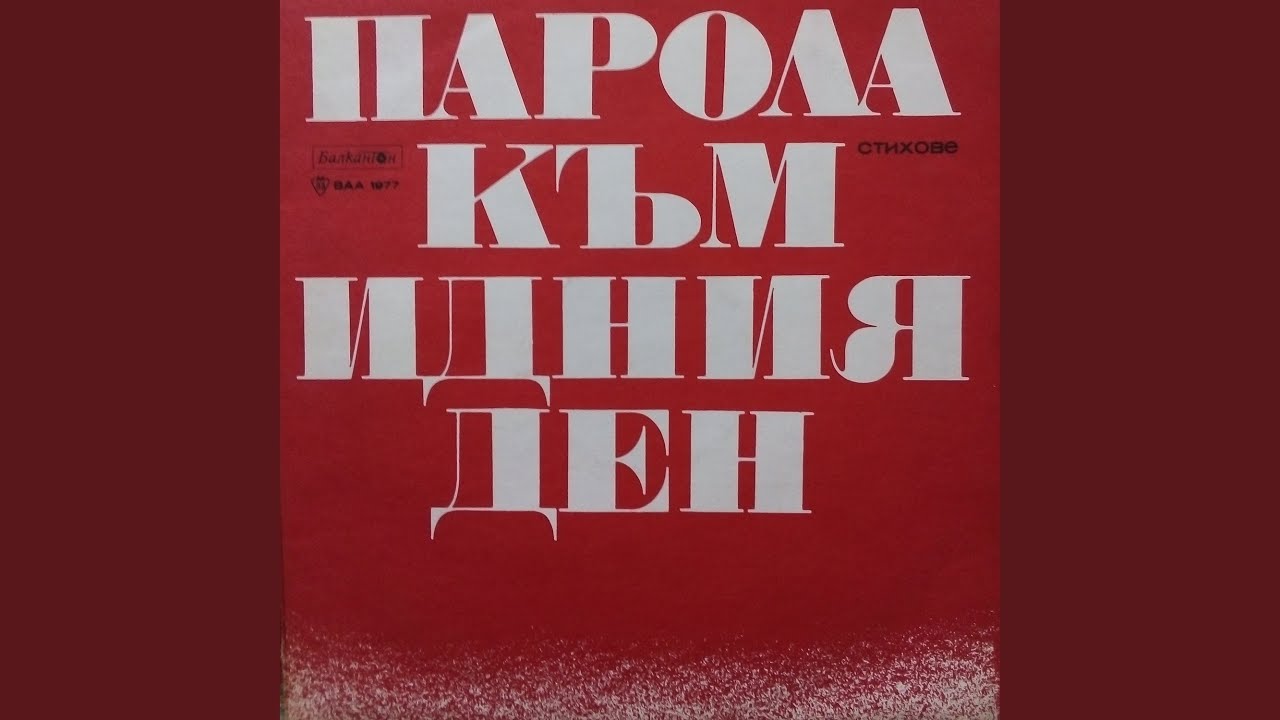 ПАРОЛА
КЪМ
стихове
Балкантон
ВАА 1977
ИДНИЯ
ДЕН